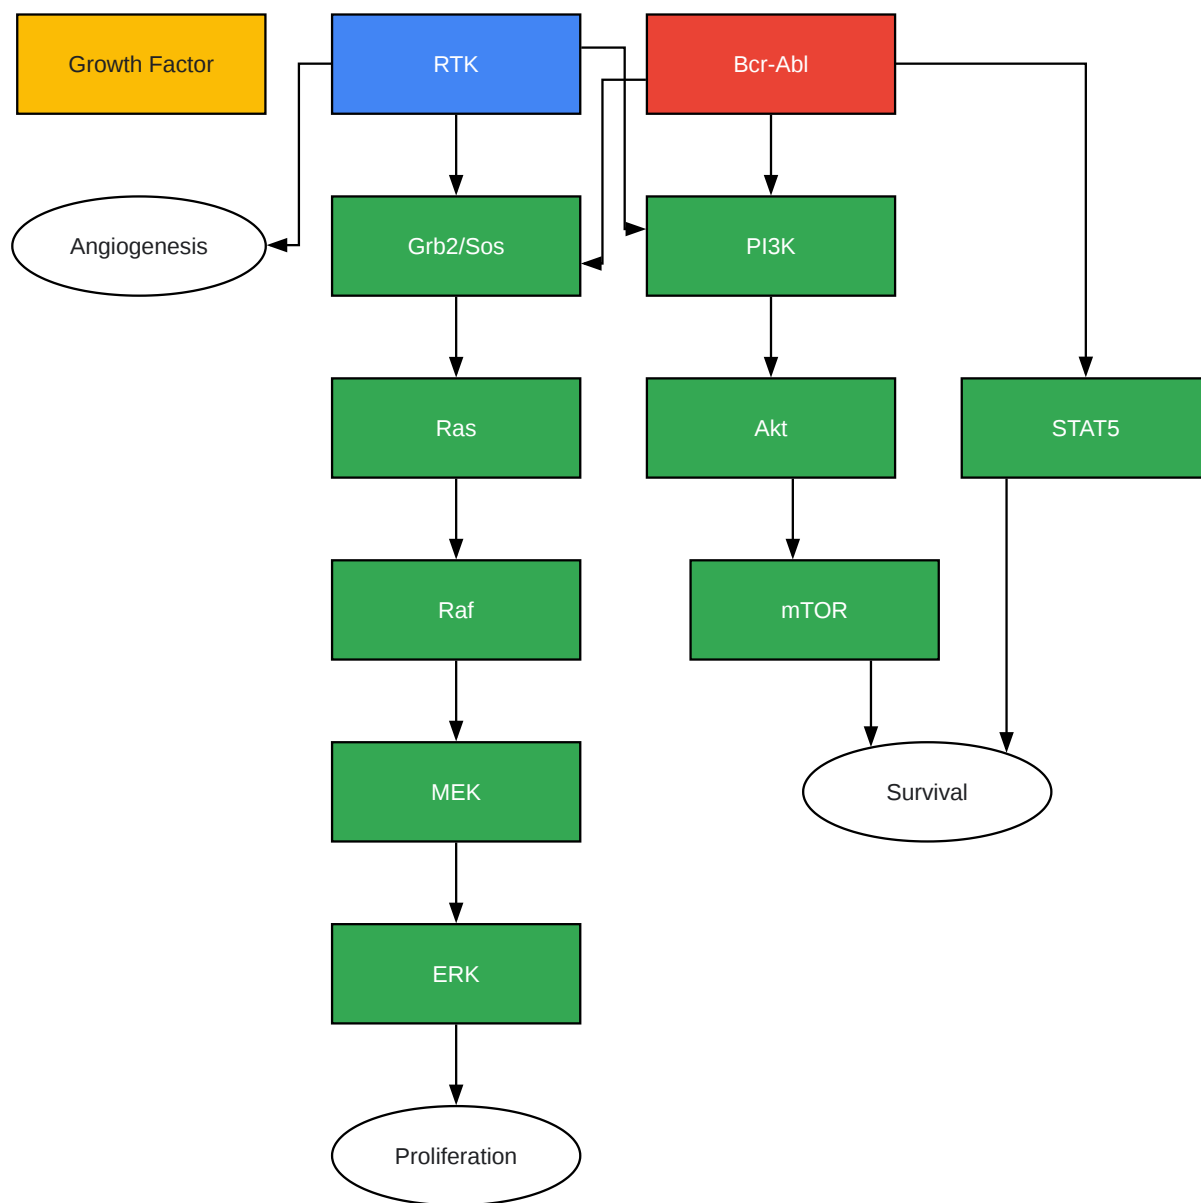 Growth Factor
RTK
Bcr-Abl
Angiogenesis
Grb2/Sos
PI3K
Ras
Akt
STAT5
Raf
mTOR
MEK
Survival
ERK
Proliferation